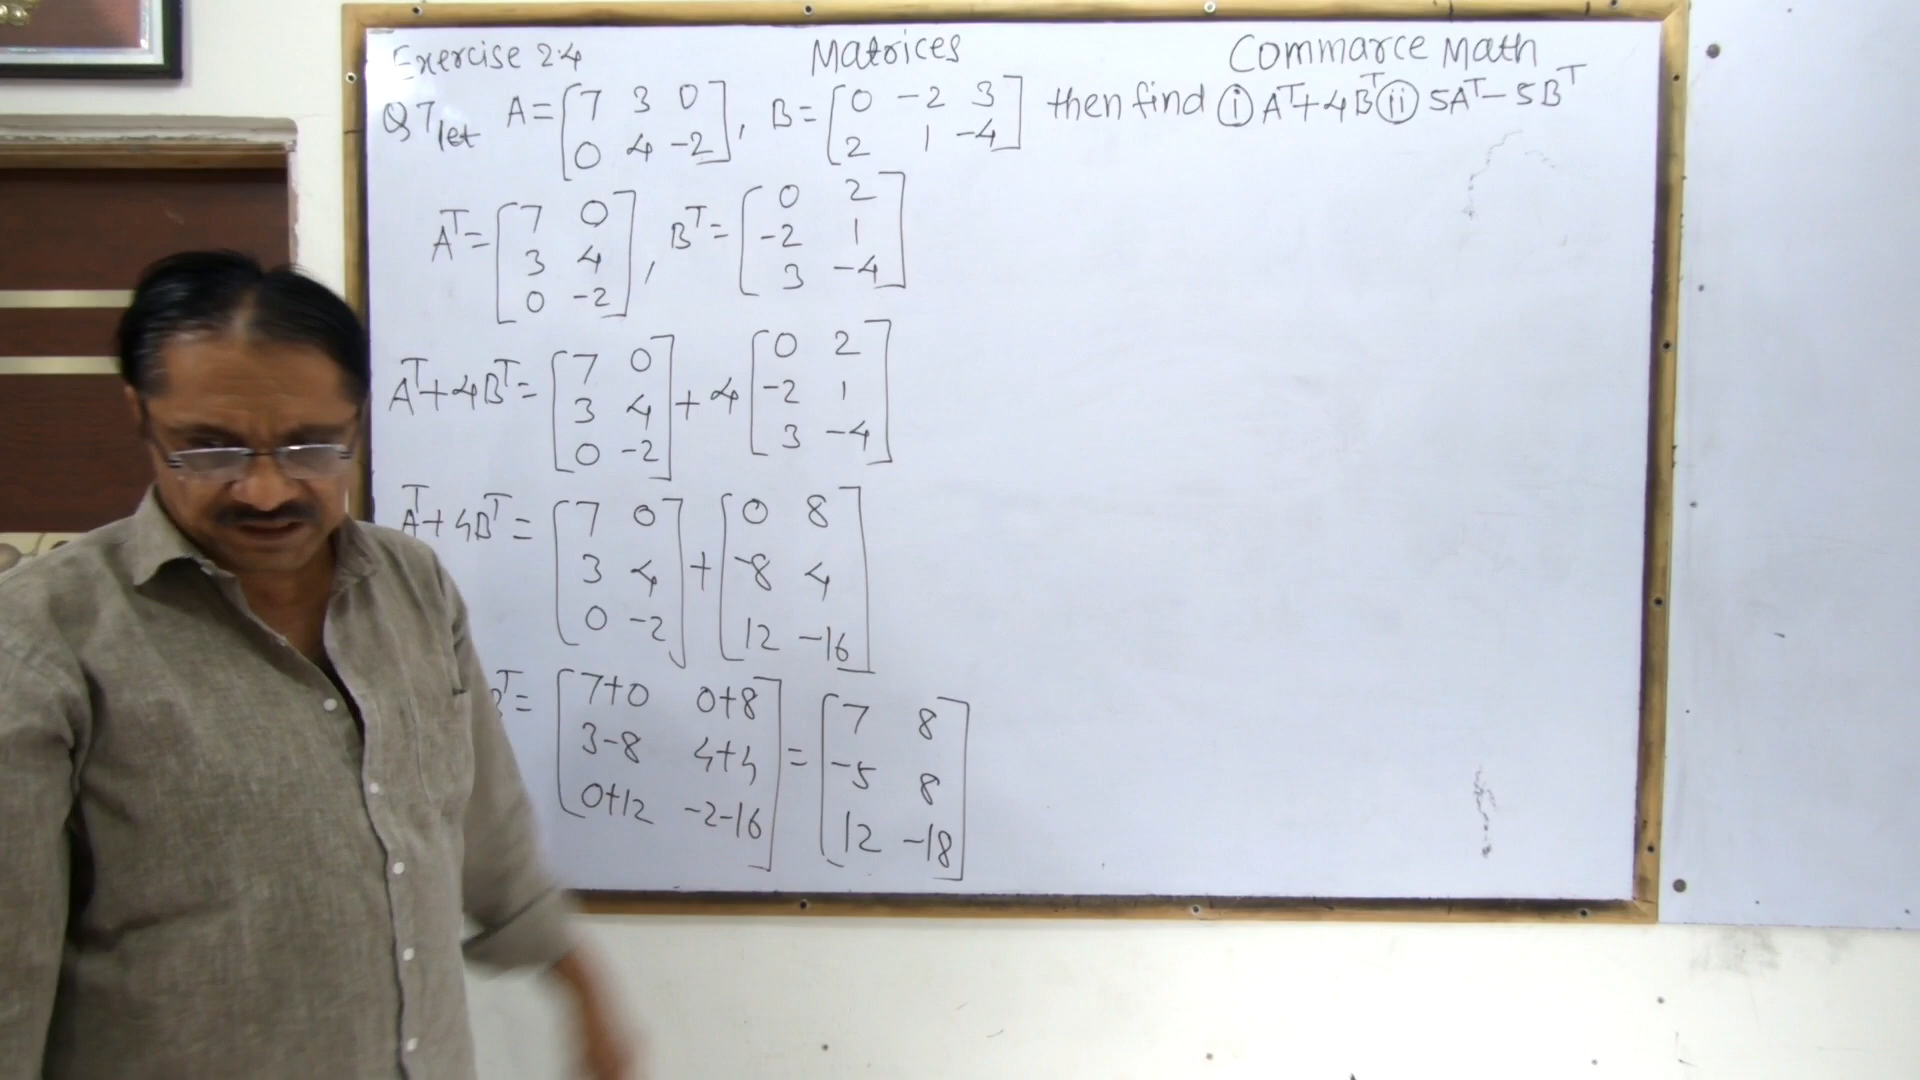 Exercise 2.4 Matrices Commarce Math
Q7 let A = [7 3 0 , B = [0 -2 3 then find (i) Aᵀ+4Bᵀ (ii) 5Aᵀ-5Bᵀ
0 4 -2] 2 1 -4]
Aᵀ = [7 0 , Bᵀ = [0 2
3 4 -2 1
0 -2] 3 -4]
Aᵀ+4Bᵀ = [7 0 + 4 [0 2
3 4 -2 1
0 -2] 3 -4]
Aᵀ+4Bᵀ = [7 0 + [0 8
3 4 -8 4
0 -2] 12 -16]
ᵀ = [7+0 0+8 = [7 8
3-8 4+4 -5 8
0+12 -2-16] 12 -18]